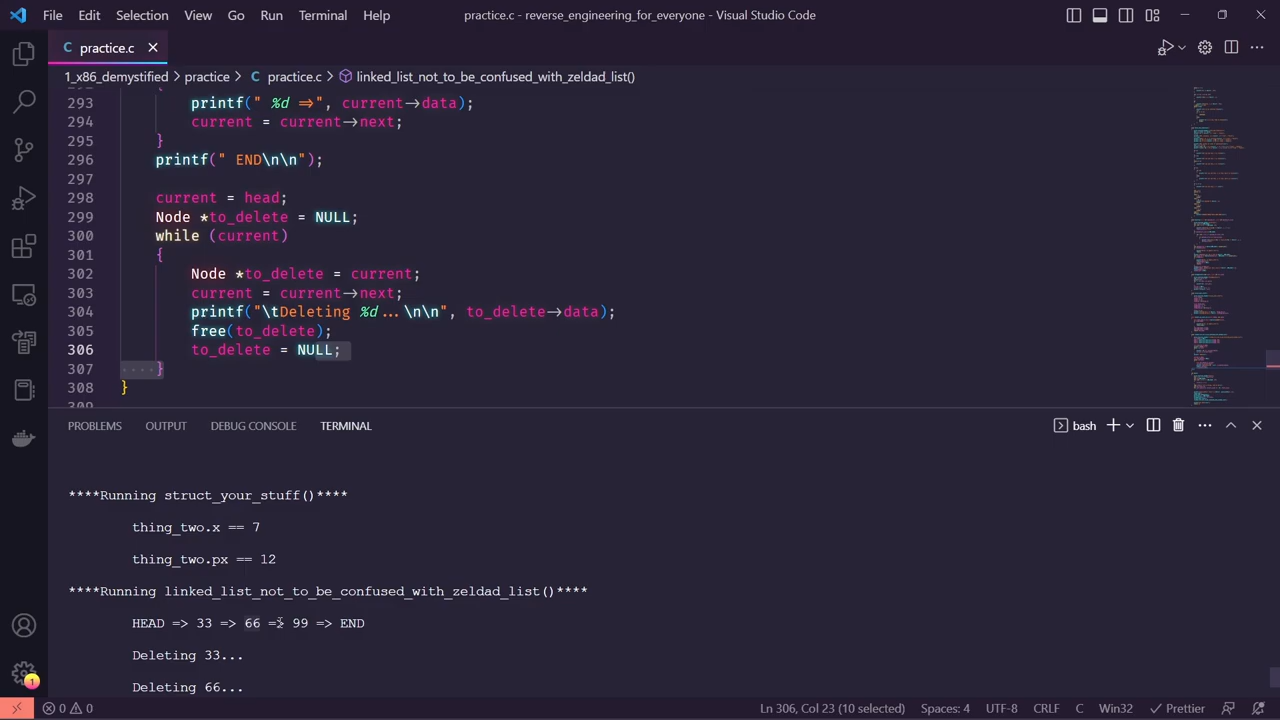 File Edit Selection View Go Run Terminal Help practice.c - reverse_engineering_for_everyone - Visual Studio Code
C practice.c
1_x86_demystified > practice > C practice.c > linked_list_not_to_be_confused_with_zeldad_list()
293 printf(" %d =>", current->data);
294 current = current->next;
295 }
296 printf(" END\n\n");
297
298 current = head;
299 Node *to_delete = NULL;
300 while (current)
301 {
302 Node *to_delete = current;
303 current = current->next;
304 printf("\tDeleting %d...\n\n", to_delete->data);
305 free(to_delete);
306 to_delete = NULL;
307 }
308 }
PROBLEMS OUTPUT DEBUG CONSOLE TERMINAL bash
****Running struct_your_stuff()****
thing_two.x == 7
thing_two.px == 12
****Running linked_list_not_to_be_confused_with_zeldad_list()****
HEAD => 33 => 66 => 99 => END
Deleting 33...
Deleting 66...
1
0 0 Ln 306, Col 23 (10 selected) Spaces: 4 UTF-8 CRLF C Win32 Prettier